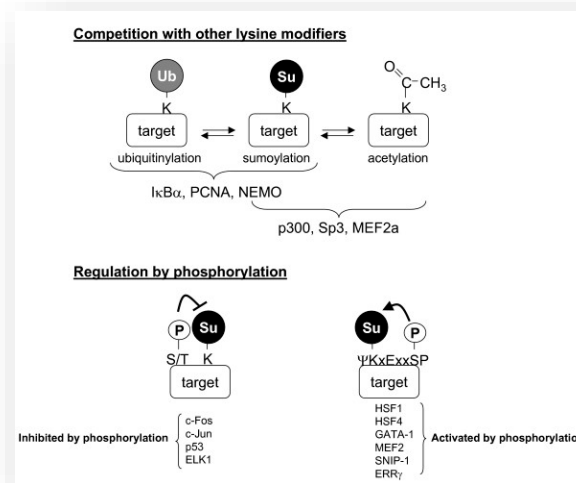 Competition with other lysine modifiers
Ub Su O
C-CH3
K K K
target target target
ubiquitinylation sumoylation acetylation
IκBα, PCNA, NEMO
p300, Sp3, MEF2a
Regulation by phosphorylation
P Su Su P
S/T K ΨKxExxSP
target target
Inhibited by phosphorylation
c-Fos
c-Jun
p53
ELK1
HSF1
HSF4
GATA-1
MEF2
SNIP-1
ERRγ
Activated by phosphorylatio